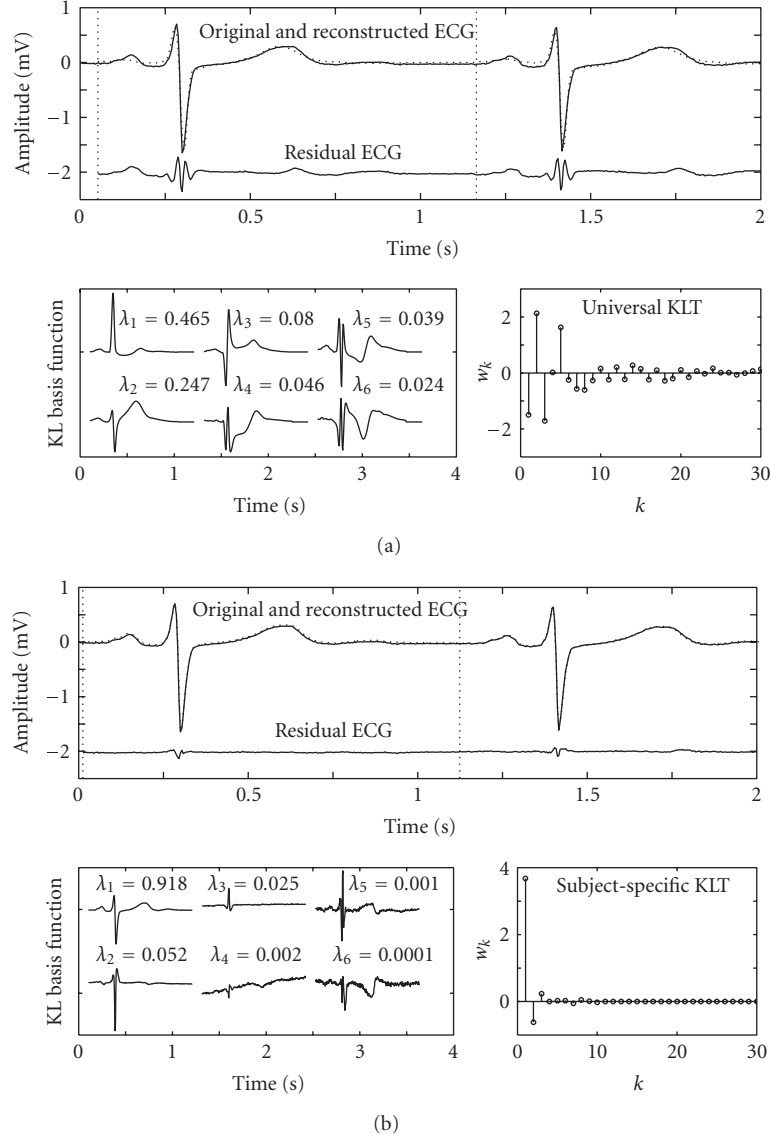 1
Original and reconstructed ECG
0
Amplitude (mV)
−1
Residual ECG
−2
0 0.5 1 1.5 2
Time (s)
KL basis function
λ1 = 0.465 λ3 = 0.08 λ5 = 0.039
λ2 = 0.247 λ4 = 0.046 λ6 = 0.024
0 1 2 3 4
Time (s)
Universal KLT
2
wk
0
−2
0 10 20 30
k
(a)
1
Original and reconstructed ECG
0
Amplitude (mV)
−1
Residual ECG
−2
0 0.5 1 1.5 2
Time (s)
KL basis function
λ1 = 0.918 λ3 = 0.025 λ5 = 0.001
λ2 = 0.052 λ4 = 0.002 λ6 = 0.0001
0 1 2 3 4
Time (s)
4
Subject-specific KLT
wk
2
0
0 10 20 30
k
(b)